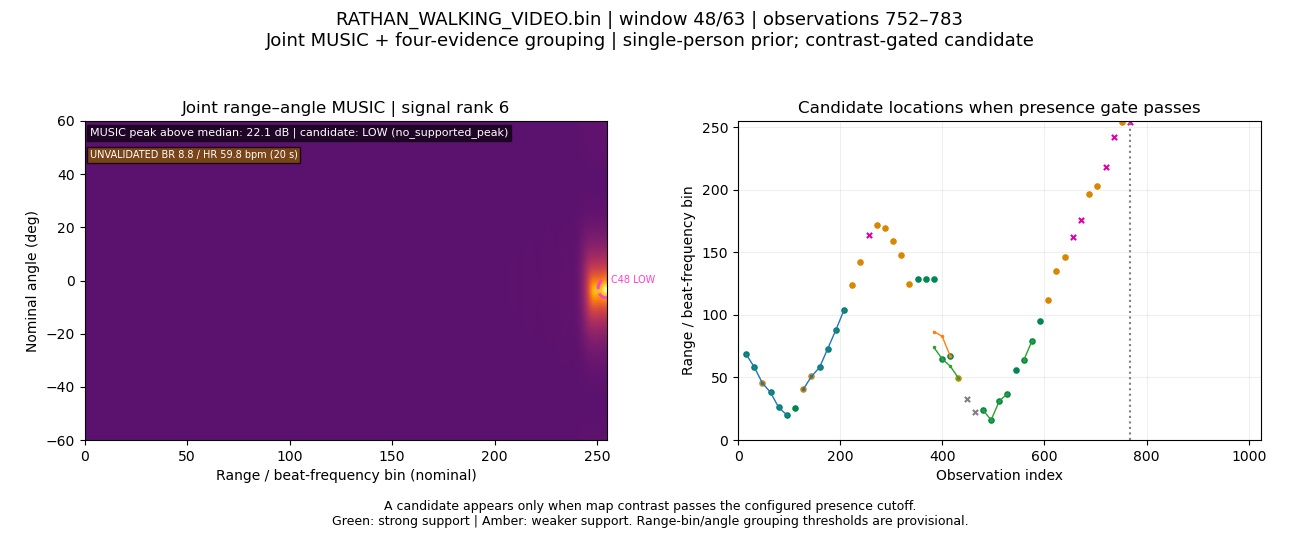 RATHAN_WALKING_VIDEO.bin | window 48/63 | observations 752–783
Joint MUSIC + four-evidence grouping | single-person prior; contrast-gated candidate
Joint range–angle MUSIC | signal rank 6
MUSIC peak above median: 22.1 dB | candidate: LOW (no_supported_peak)
UNVALIDATED BR 8.8 / HR 59.8 bpm (20 s)
C48 LOW
60
40
20
0
−20
−40
−60
Nominal angle (deg)
0 50 100 150 200 250
Range / beat-frequency bin (nominal)
Candidate locations when presence gate passes
250
200
150
100
50
0
Range / beat-frequency bin
0 200 400 600 800 1000
Observation index
A candidate appears only when map contrast passes the configured presence cutoff.
Green: strong support | Amber: weaker support. Range-bin/angle grouping thresholds are provisional.